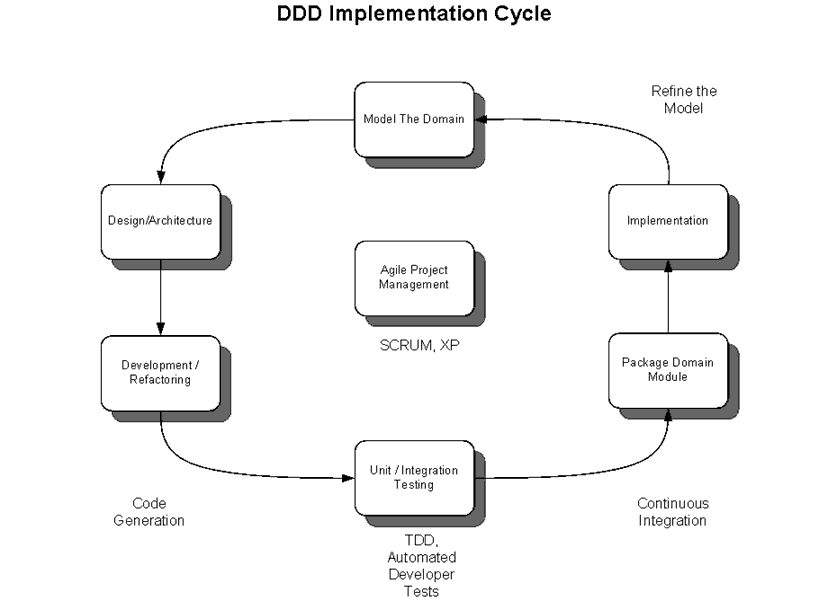 DDD Implementation Cycle
Model The Domain
Refine the
Model
Design/Architecture
Implementation
Agile Project
Management
SCRUM, XP
Development /
Refactoring
Package Domain
Module
Unit / Integration
Testing
Code
Generation
Continuous
Integration
TDD,
Automated
Developer
Tests